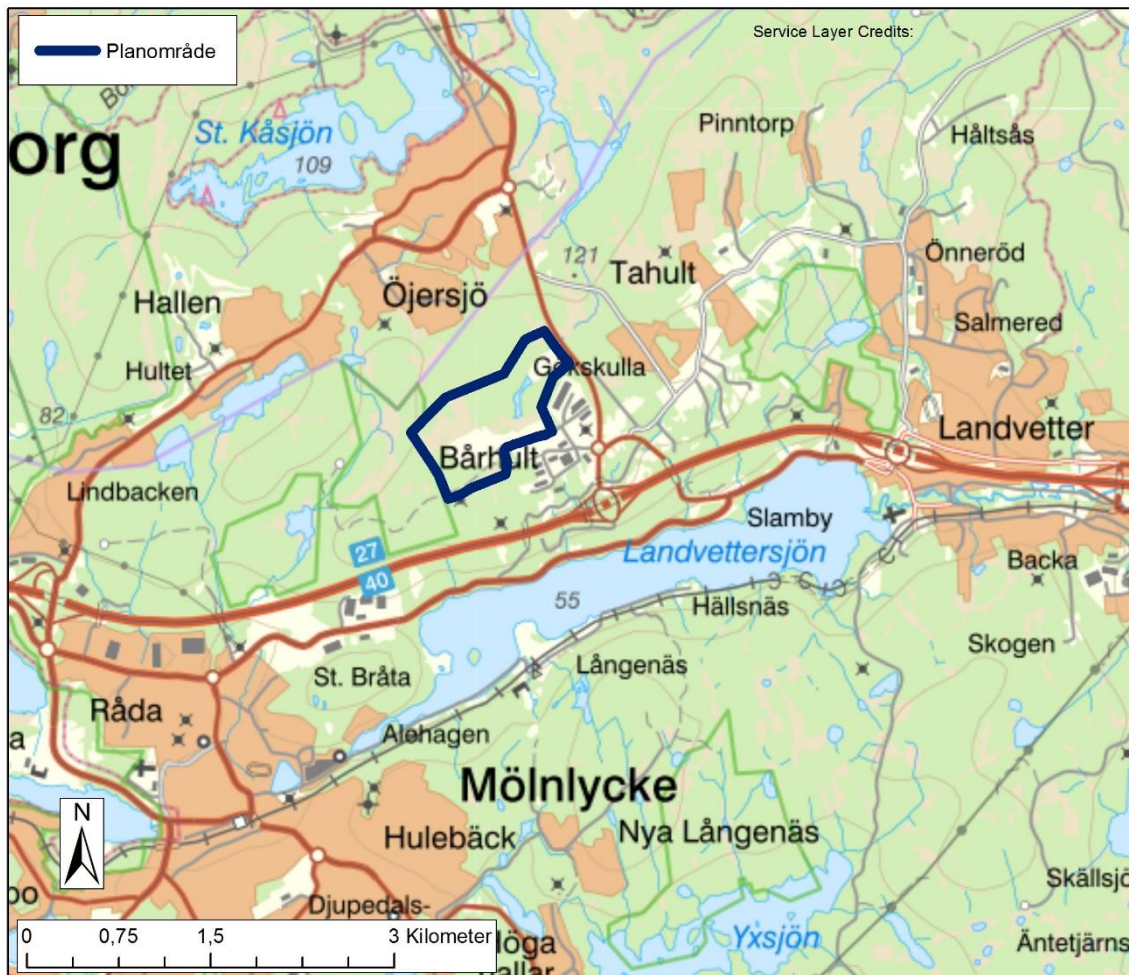 Planområde
Service Layer Credits:
org
St. Kåsjön
109
Pinntorp
Håltsås
Hallen
Hultet
Öjersjö
121
Tahult
Önneröd
Salmered
82
Lindbacken
Bårhult
Landvetter
27
40
Slamby
Landvettersjön
55
Hällsnäs
Backa
Skogen
St. Bråta
Långenäs
Råda
a
Alehagen
N
Mölnlycke
Hulebäck
Nya Långenäs
Skällsjö
Djupedals-
Yxsjön
Äntetjärns
0 0,75 1,5 3 Kilometer